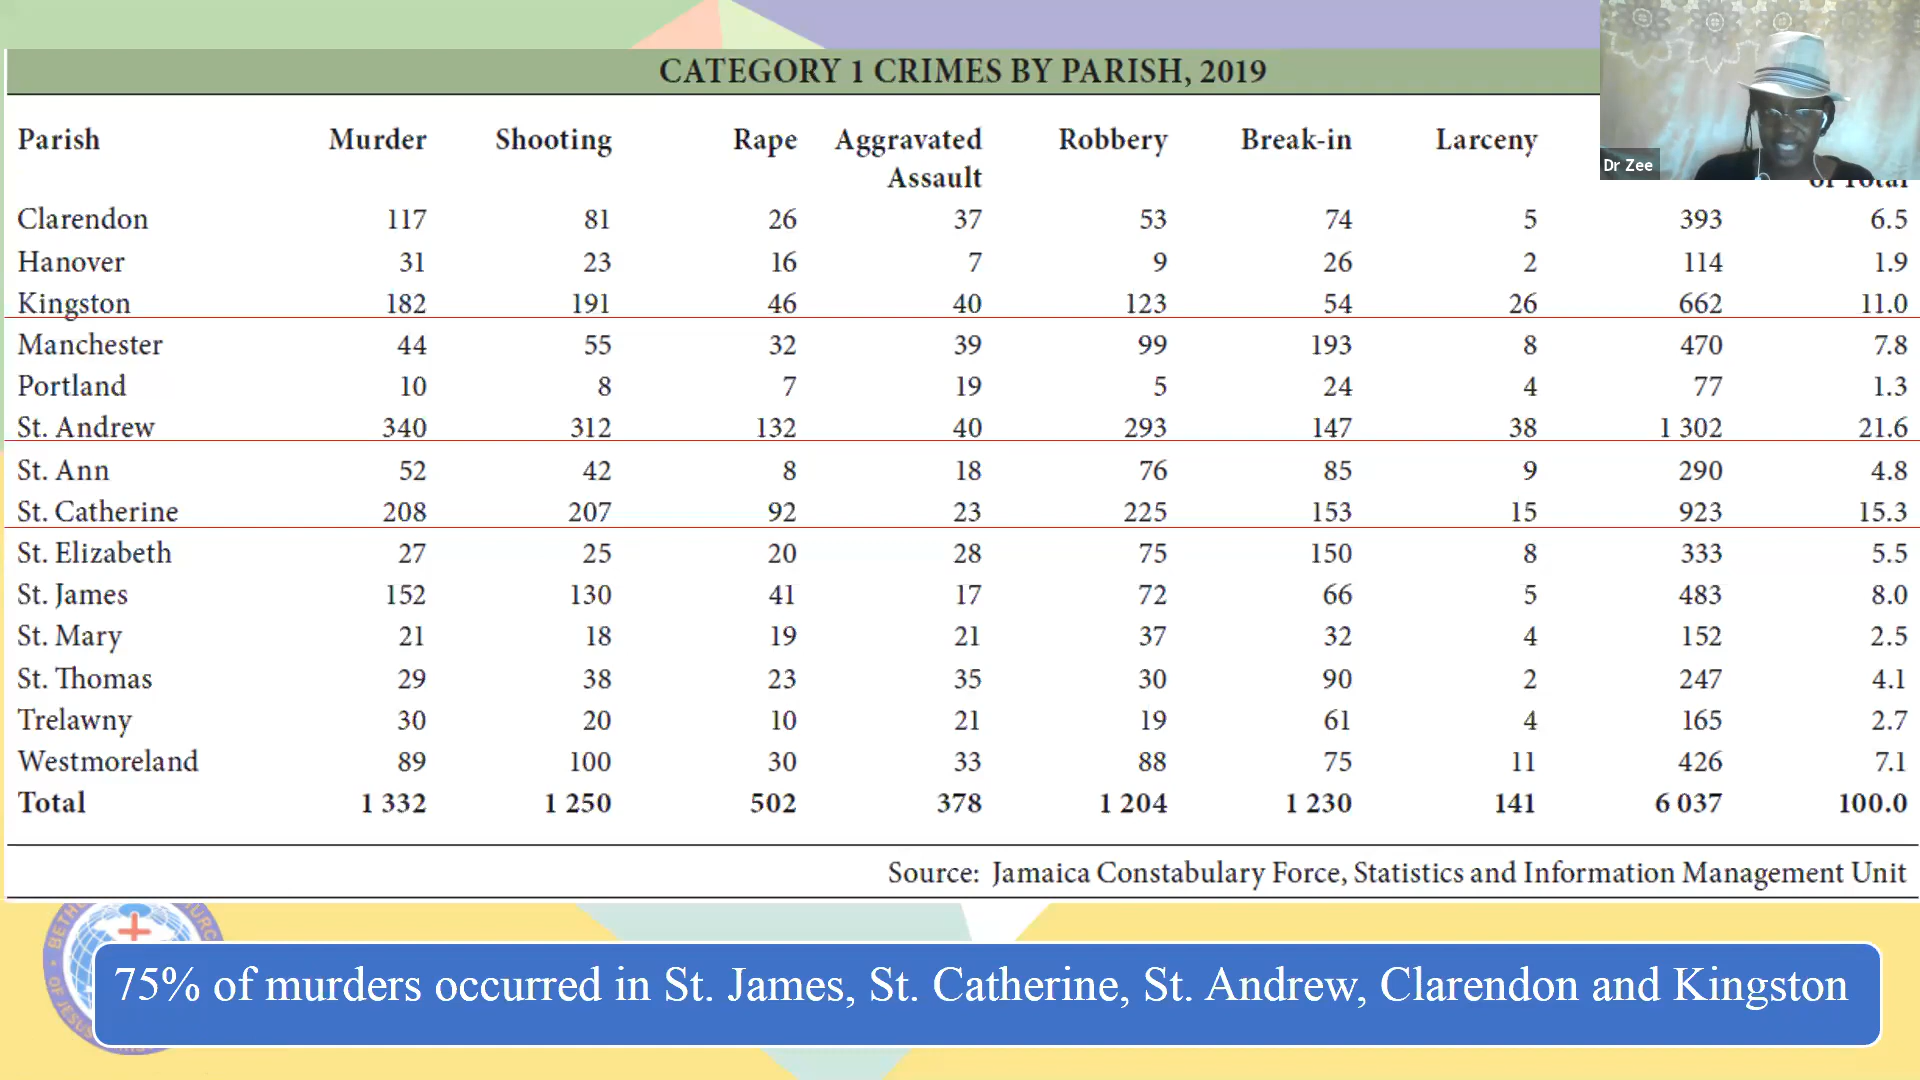 CATEGORY 1 CRIMES BY PARISH, 2019
Dr Zee
Parish Murder Shooting Rape Aggravated Assault Robbery Break-in Larceny of Total
Clarendon 117 81 26 37 53 74 5 393 6.5
Hanover 31 23 16 7 9 26 2 114 1.9
Kingston 182 191 46 40 123 54 26 662 11.0
Manchester 44 55 32 39 99 193 8 470 7.8
Portland 10 8 7 19 5 24 4 77 1.3
St. Andrew 340 312 132 40 293 147 38 1 302 21.6
St. Ann 52 42 8 18 76 85 9 290 4.8
St. Catherine 208 207 92 23 225 153 15 923 15.3
St. Elizabeth 27 25 20 28 75 150 8 333 5.5
St. James 152 130 41 17 72 66 5 483 8.0
St. Mary 21 18 19 21 37 32 4 152 2.5
St. Thomas 29 38 23 35 30 90 2 247 4.1
Trelawny 30 20 10 21 19 61 4 165 2.7
Westmoreland 89 100 30 33 88 75 11 426 7.1
Total 1 332 1 250 502 378 1 204 1 230 141 6 037 100.0
Source: Jamaica Constabulary Force, Statistics and Information Management Unit
75% of murders occurred in St. James, St. Catherine, St. Andrew, Clarendon and Kingston